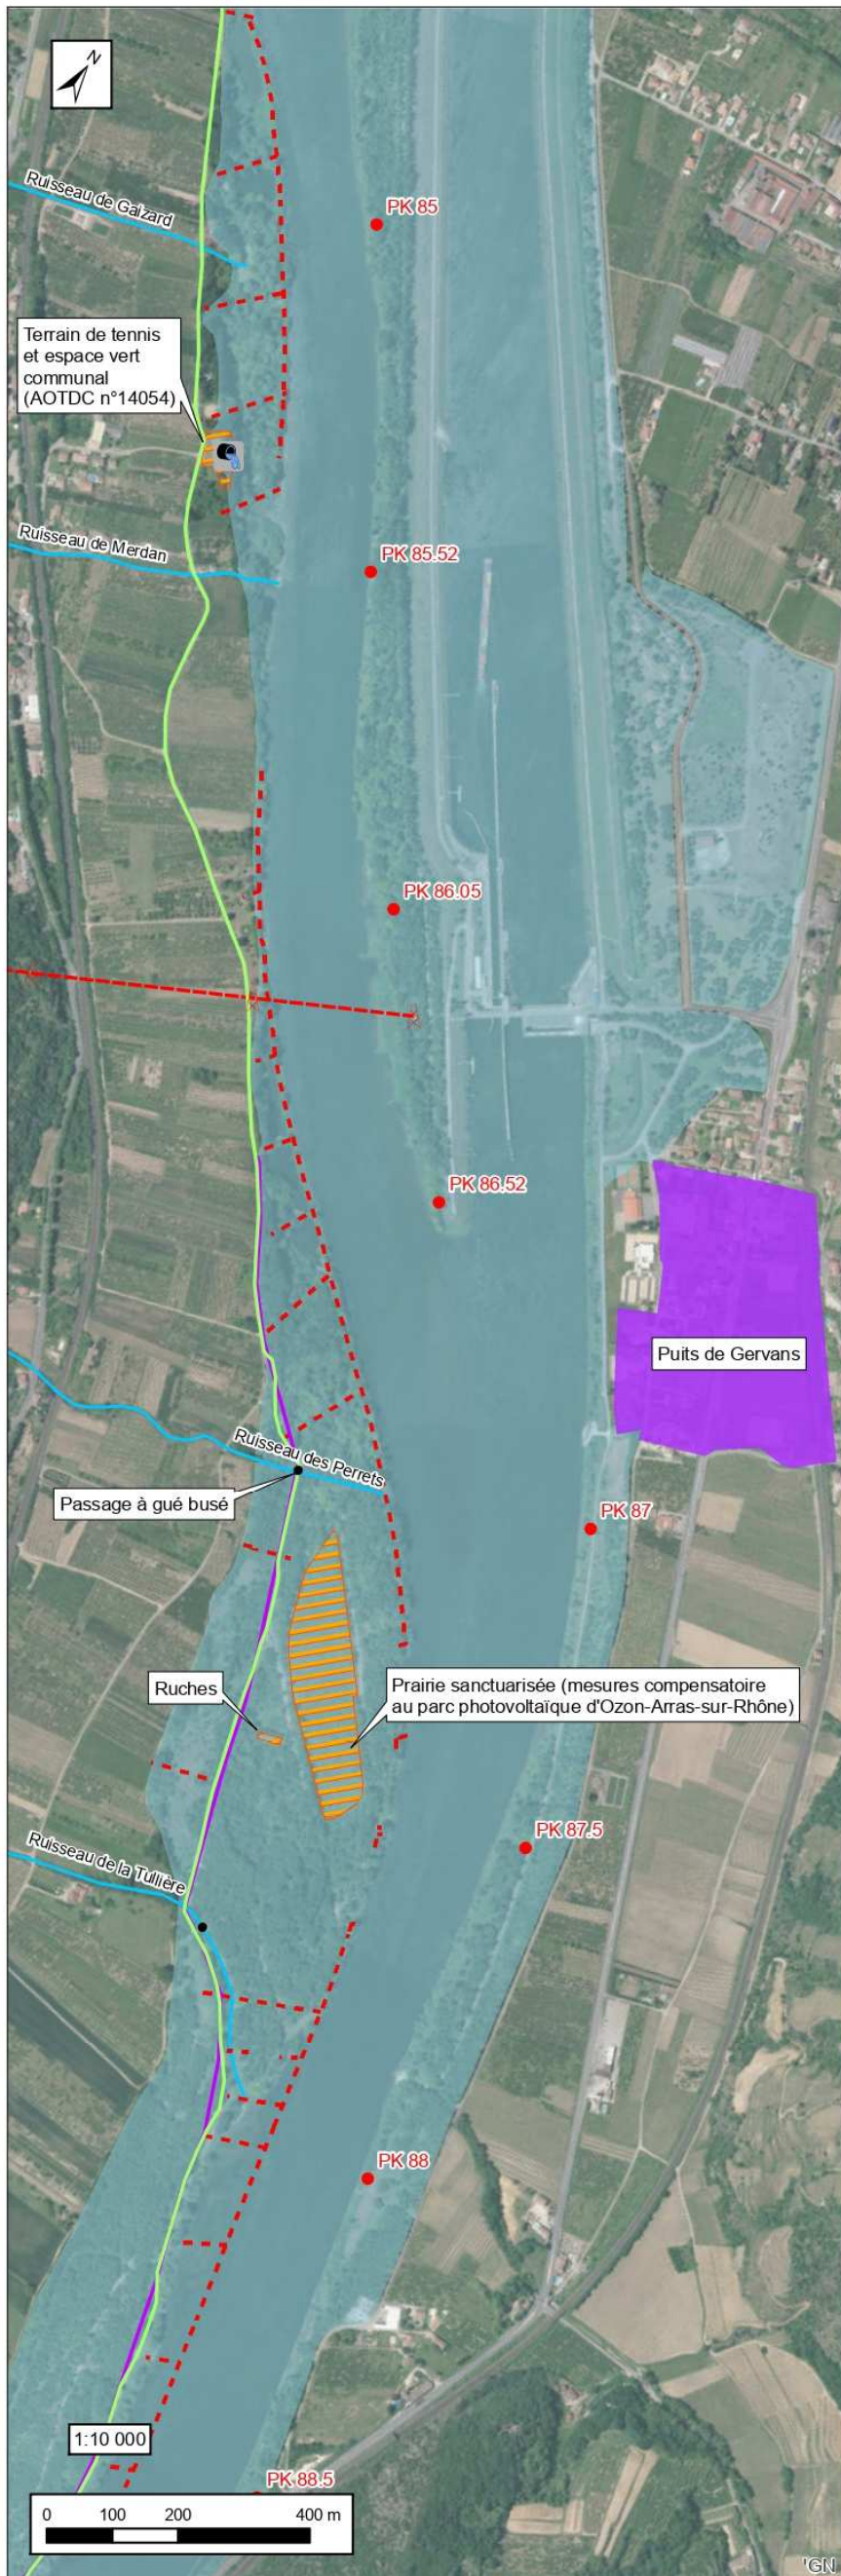 N
Ruisseau de Galzard
PK 85
Terrain de tennis
et espace vert
communal
(AOTDC n°14054)
Ruisseau de Merdan
PK 85.52
PK 86.05
PK 86.52
Puits de Gervans
Ruisseau des Perrets
Passage à gué busé
PK 87
Ruches
Prairie sanctuarisée (mesures compensatoire
au parc photovoltaïque d'Ozon-Arras-sur-Rhône)
PK 87.5
Ruisseau de la Tullière
PK 88
1:10 000
PK 88.5
0 100 200 400 m
'GN